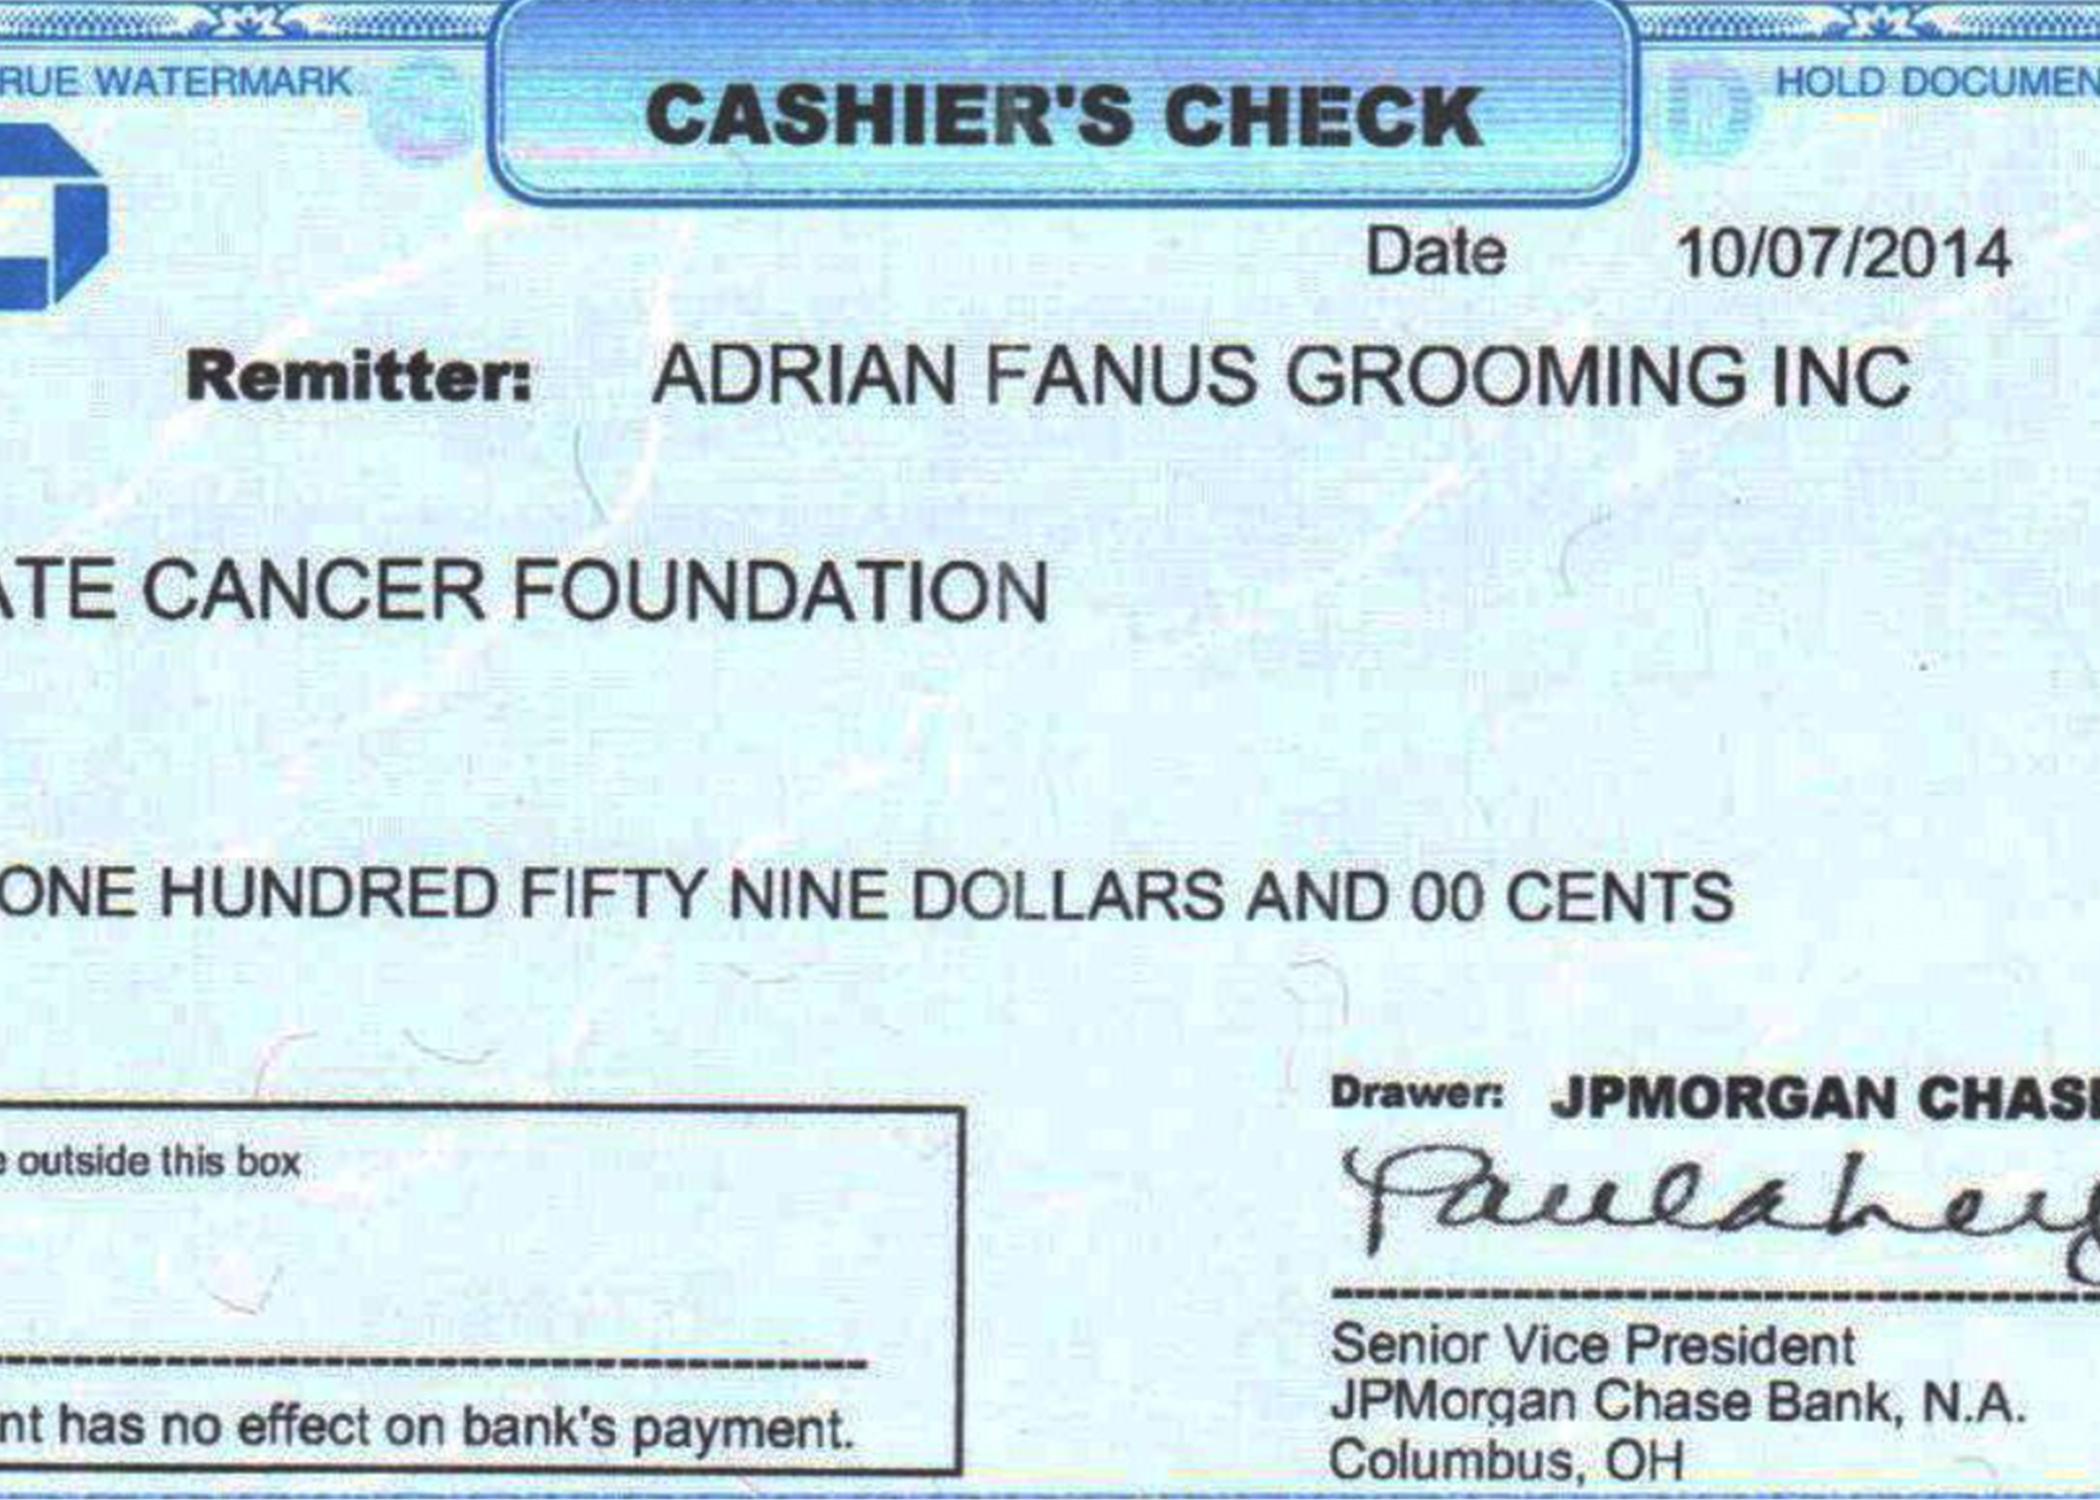 RUE WATERMARK
CASHIER'S CHECK
HOLD DOCUMEN
Date 10/07/2014
Remitter: ADRIAN FANUS GROOMING INC
ATE CANCER FOUNDATION
ONE HUNDRED FIFTY NINE DOLLARS AND 00 CENTS
Drawer: JPMORGAN CHASE
e outside this box
Senior Vice President
JPMorgan Chase Bank, N.A.
Columbus, OH
nt has no effect on bank's payment.